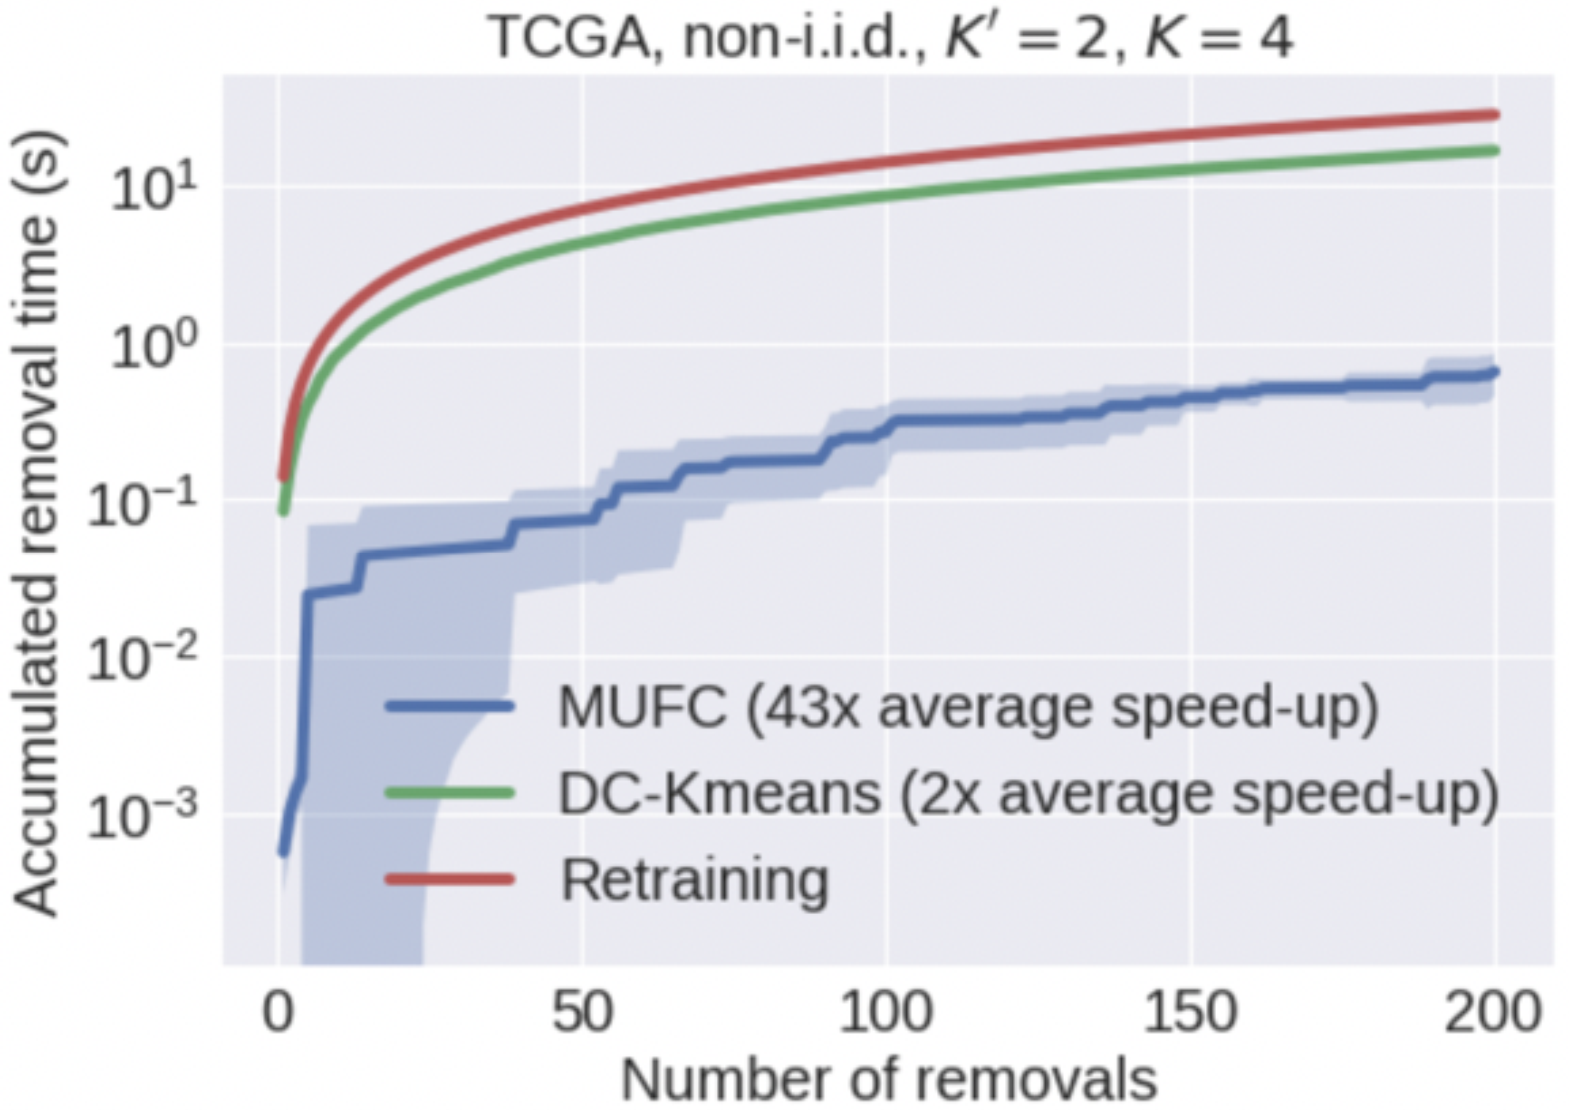 TCGA, non-i.i.d., K′ = 2, K = 4
Accumulated removal time (s)
10¹
10⁰
10⁻¹
10⁻²
10⁻³
MUFC (43x average speed-up)
DC-Kmeans (2x average speed-up)
Retraining
0 50 100 150 200
Number of removals